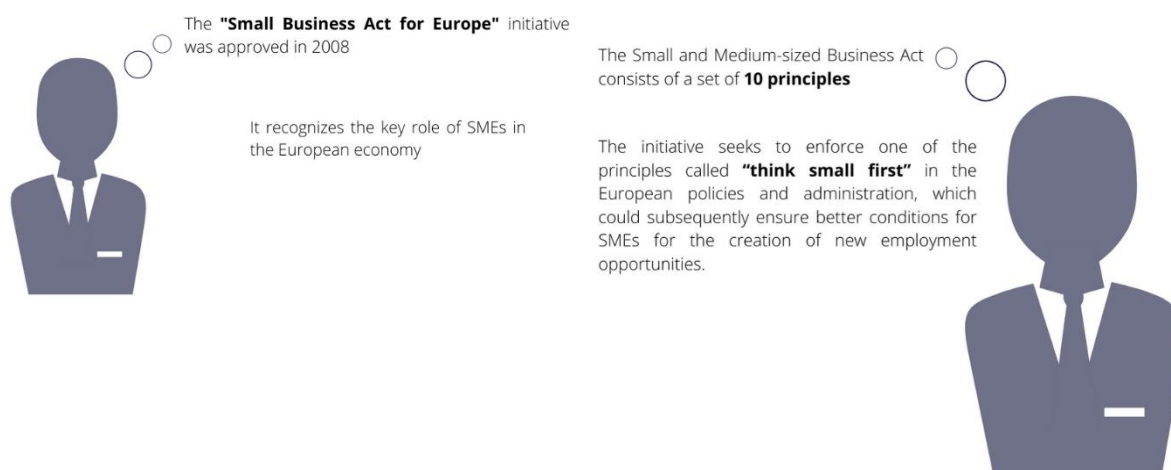 The "Small Business Act for Europe" initiative
was approved in 2008
It recognizes the key role of SMEs in
the European economy
The Small and Medium-sized Business Act
consists of a set of 10 principles
The initiative seeks to enforce one of the
principles called “think small first” in the
European policies and administration, which
could subsequently ensure better conditions for
SMEs for the creation of new employment
opportunities.